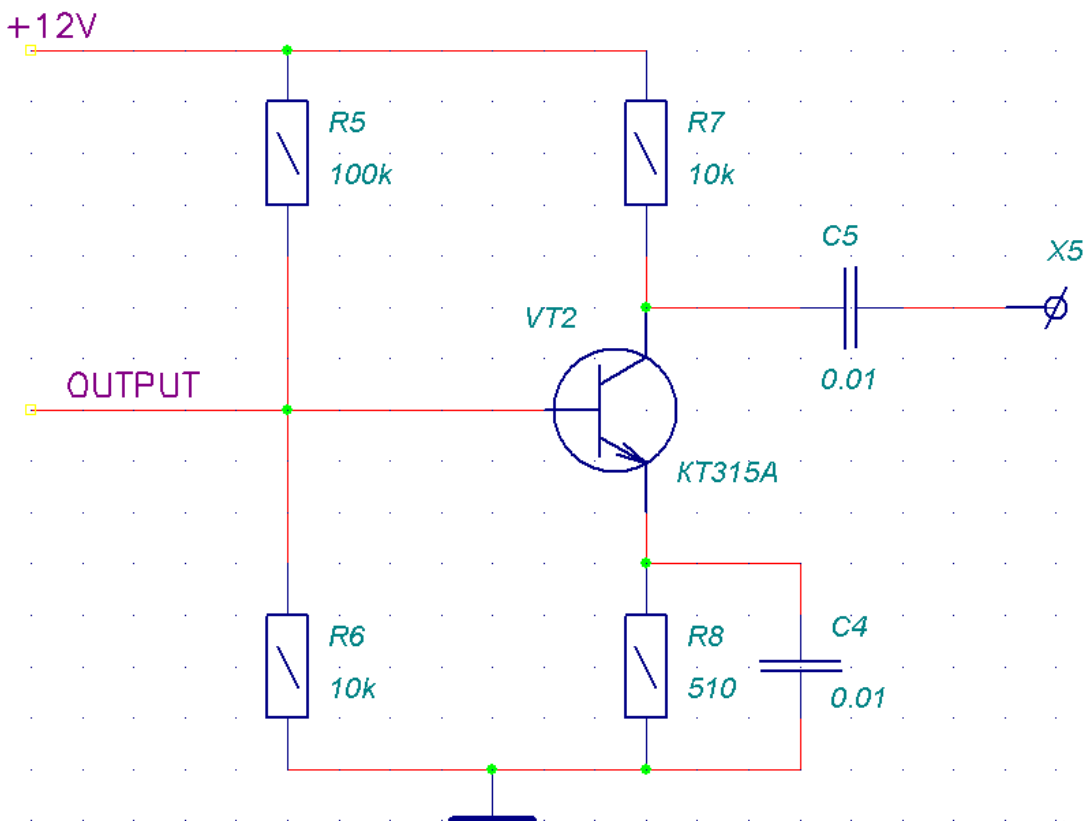 +12V
R5
100k
R7
10k
C5
X5
VT2
0.01
OUTPUT
KT315A
R6
10k
R8
510
C4
0.01